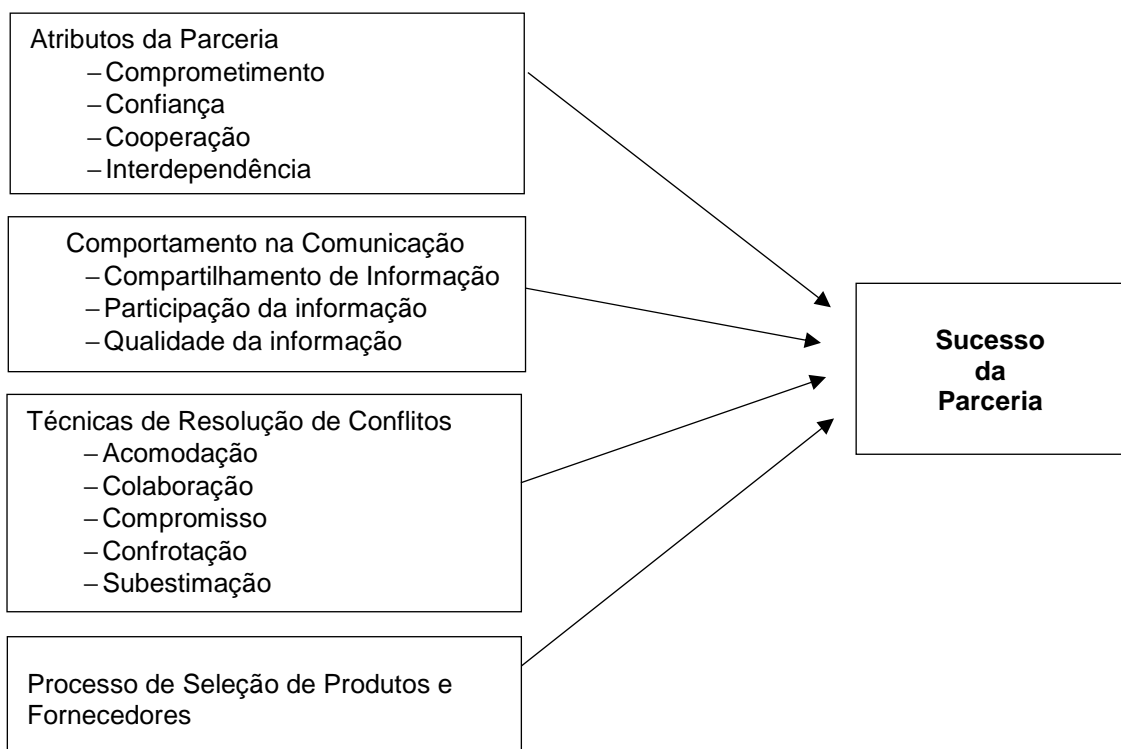 Atributos da Parceria
–Comprometimento
–Confiança
–Cooperação
–Interdependência
Comportamento na Comunicação
–Compartilhamento de Informação
–Participação da informação
–Qualidade da informação
Técnicas de Resolução de Conflitos
–Acomodação
–Colaboração
–Compromisso
–Confrotação
–Subestimação
Processo de Seleção de Produtos e
Fornecedores
Sucesso
da
Parceria